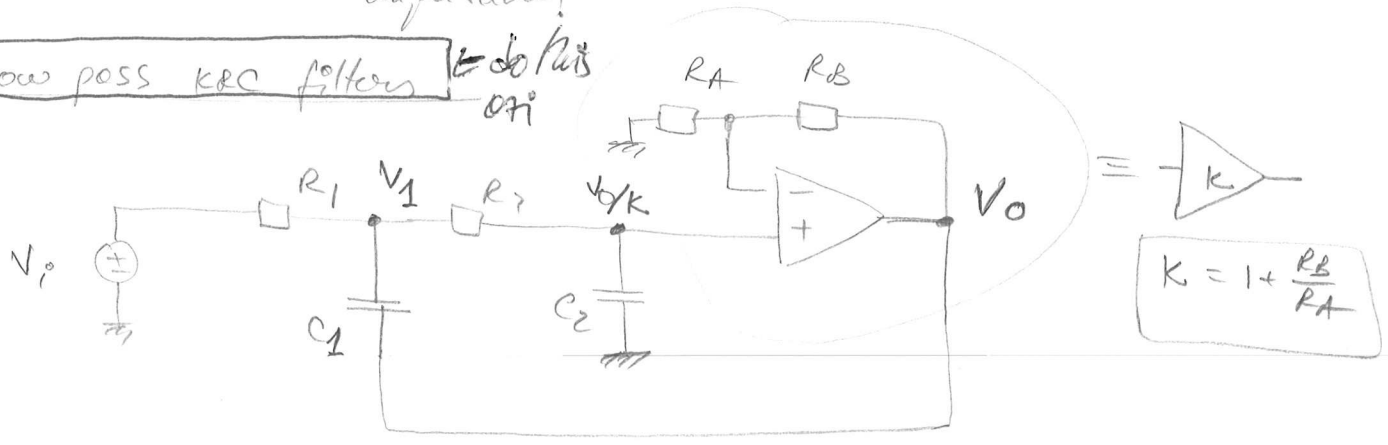 ow pass KRC filters ← do this
RA RB
R1 V1 R2 Vo/K
− +
Vo ≡ K
Vi ±
C1 C2
K = 1 + RB/RA